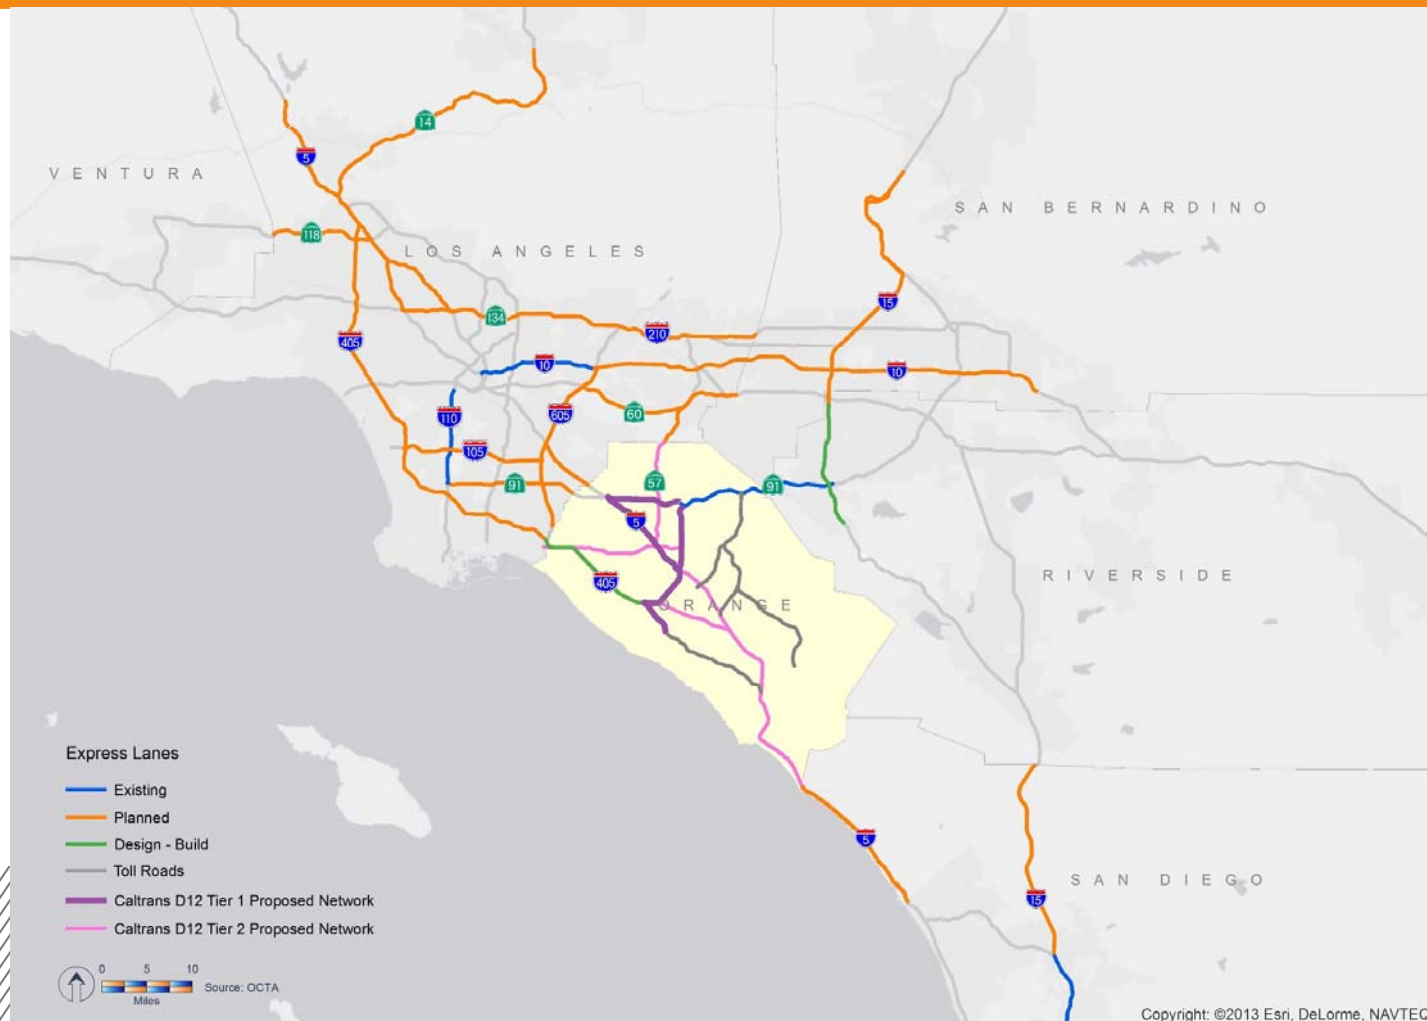 14
5
VENTURA
SAN BERNARDINO
118
LOS ANGELES
15
134
210
405
10
10
110
605
60
105
91
57
91
5
405
ORANGE
RIVERSIDE
Express Lanes
Existing
Planned
Design - Build
Toll Roads
Caltrans D12 Tier 1 Proposed Network
Caltrans D12 Tier 2 Proposed Network
5
SAN DIEGO
15
0 5 10
Miles
Source: OCTA
Copyright: ©2013 Esri, DeLorme, NAVTEQ